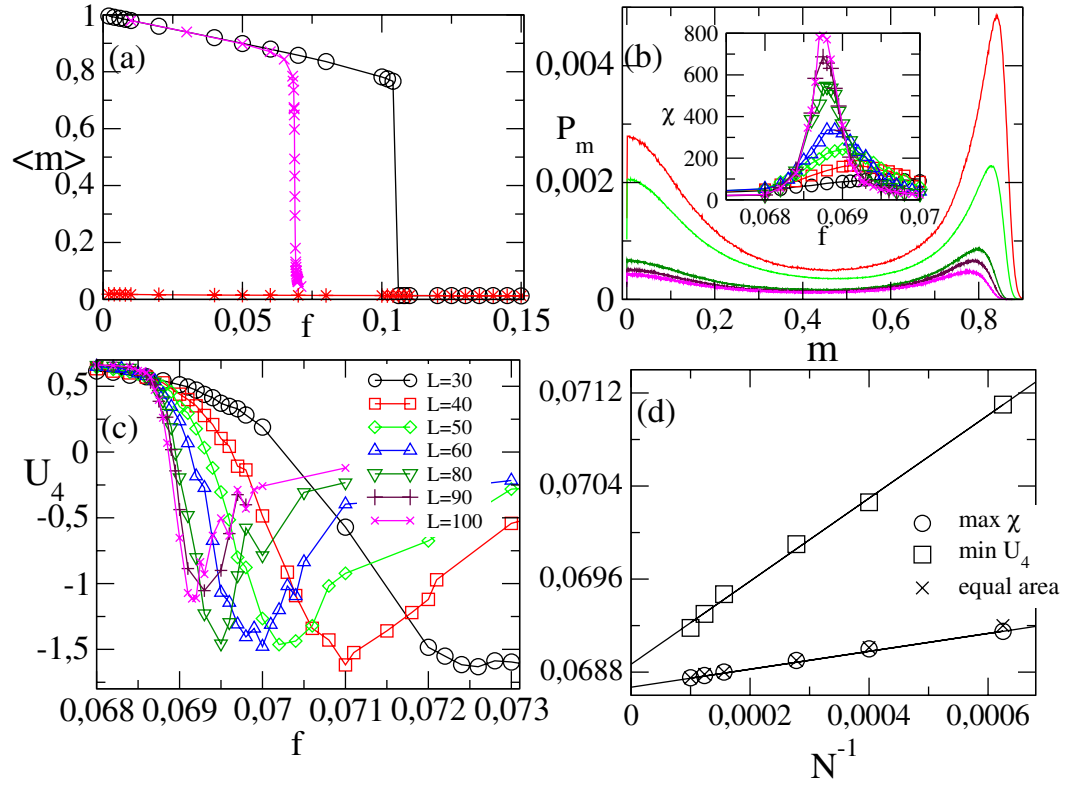 (a)
1
0,8
0,6
<m>
0,4
0,2
0
0 0,05 0,1 0,15
f
(b)
0,004
P_m
0,002
0
0 0,2 0,4 0,6 0,8
m
800
600
χ
400
200
0
0,068 0,069 0,07
f
(c)
0,5
0
U_4
-0,5
-1
-1,5
0,068 0,069 0,07 0,071 0,072 0,073
f
L=30
L=40
L=50
L=60
L=80
L=90
L=100
(d)
0,0712
0,0704
0,0696
0,0688
0 0,0002 0,0004 0,0006
N^-1
max χ
min U_4
equal area